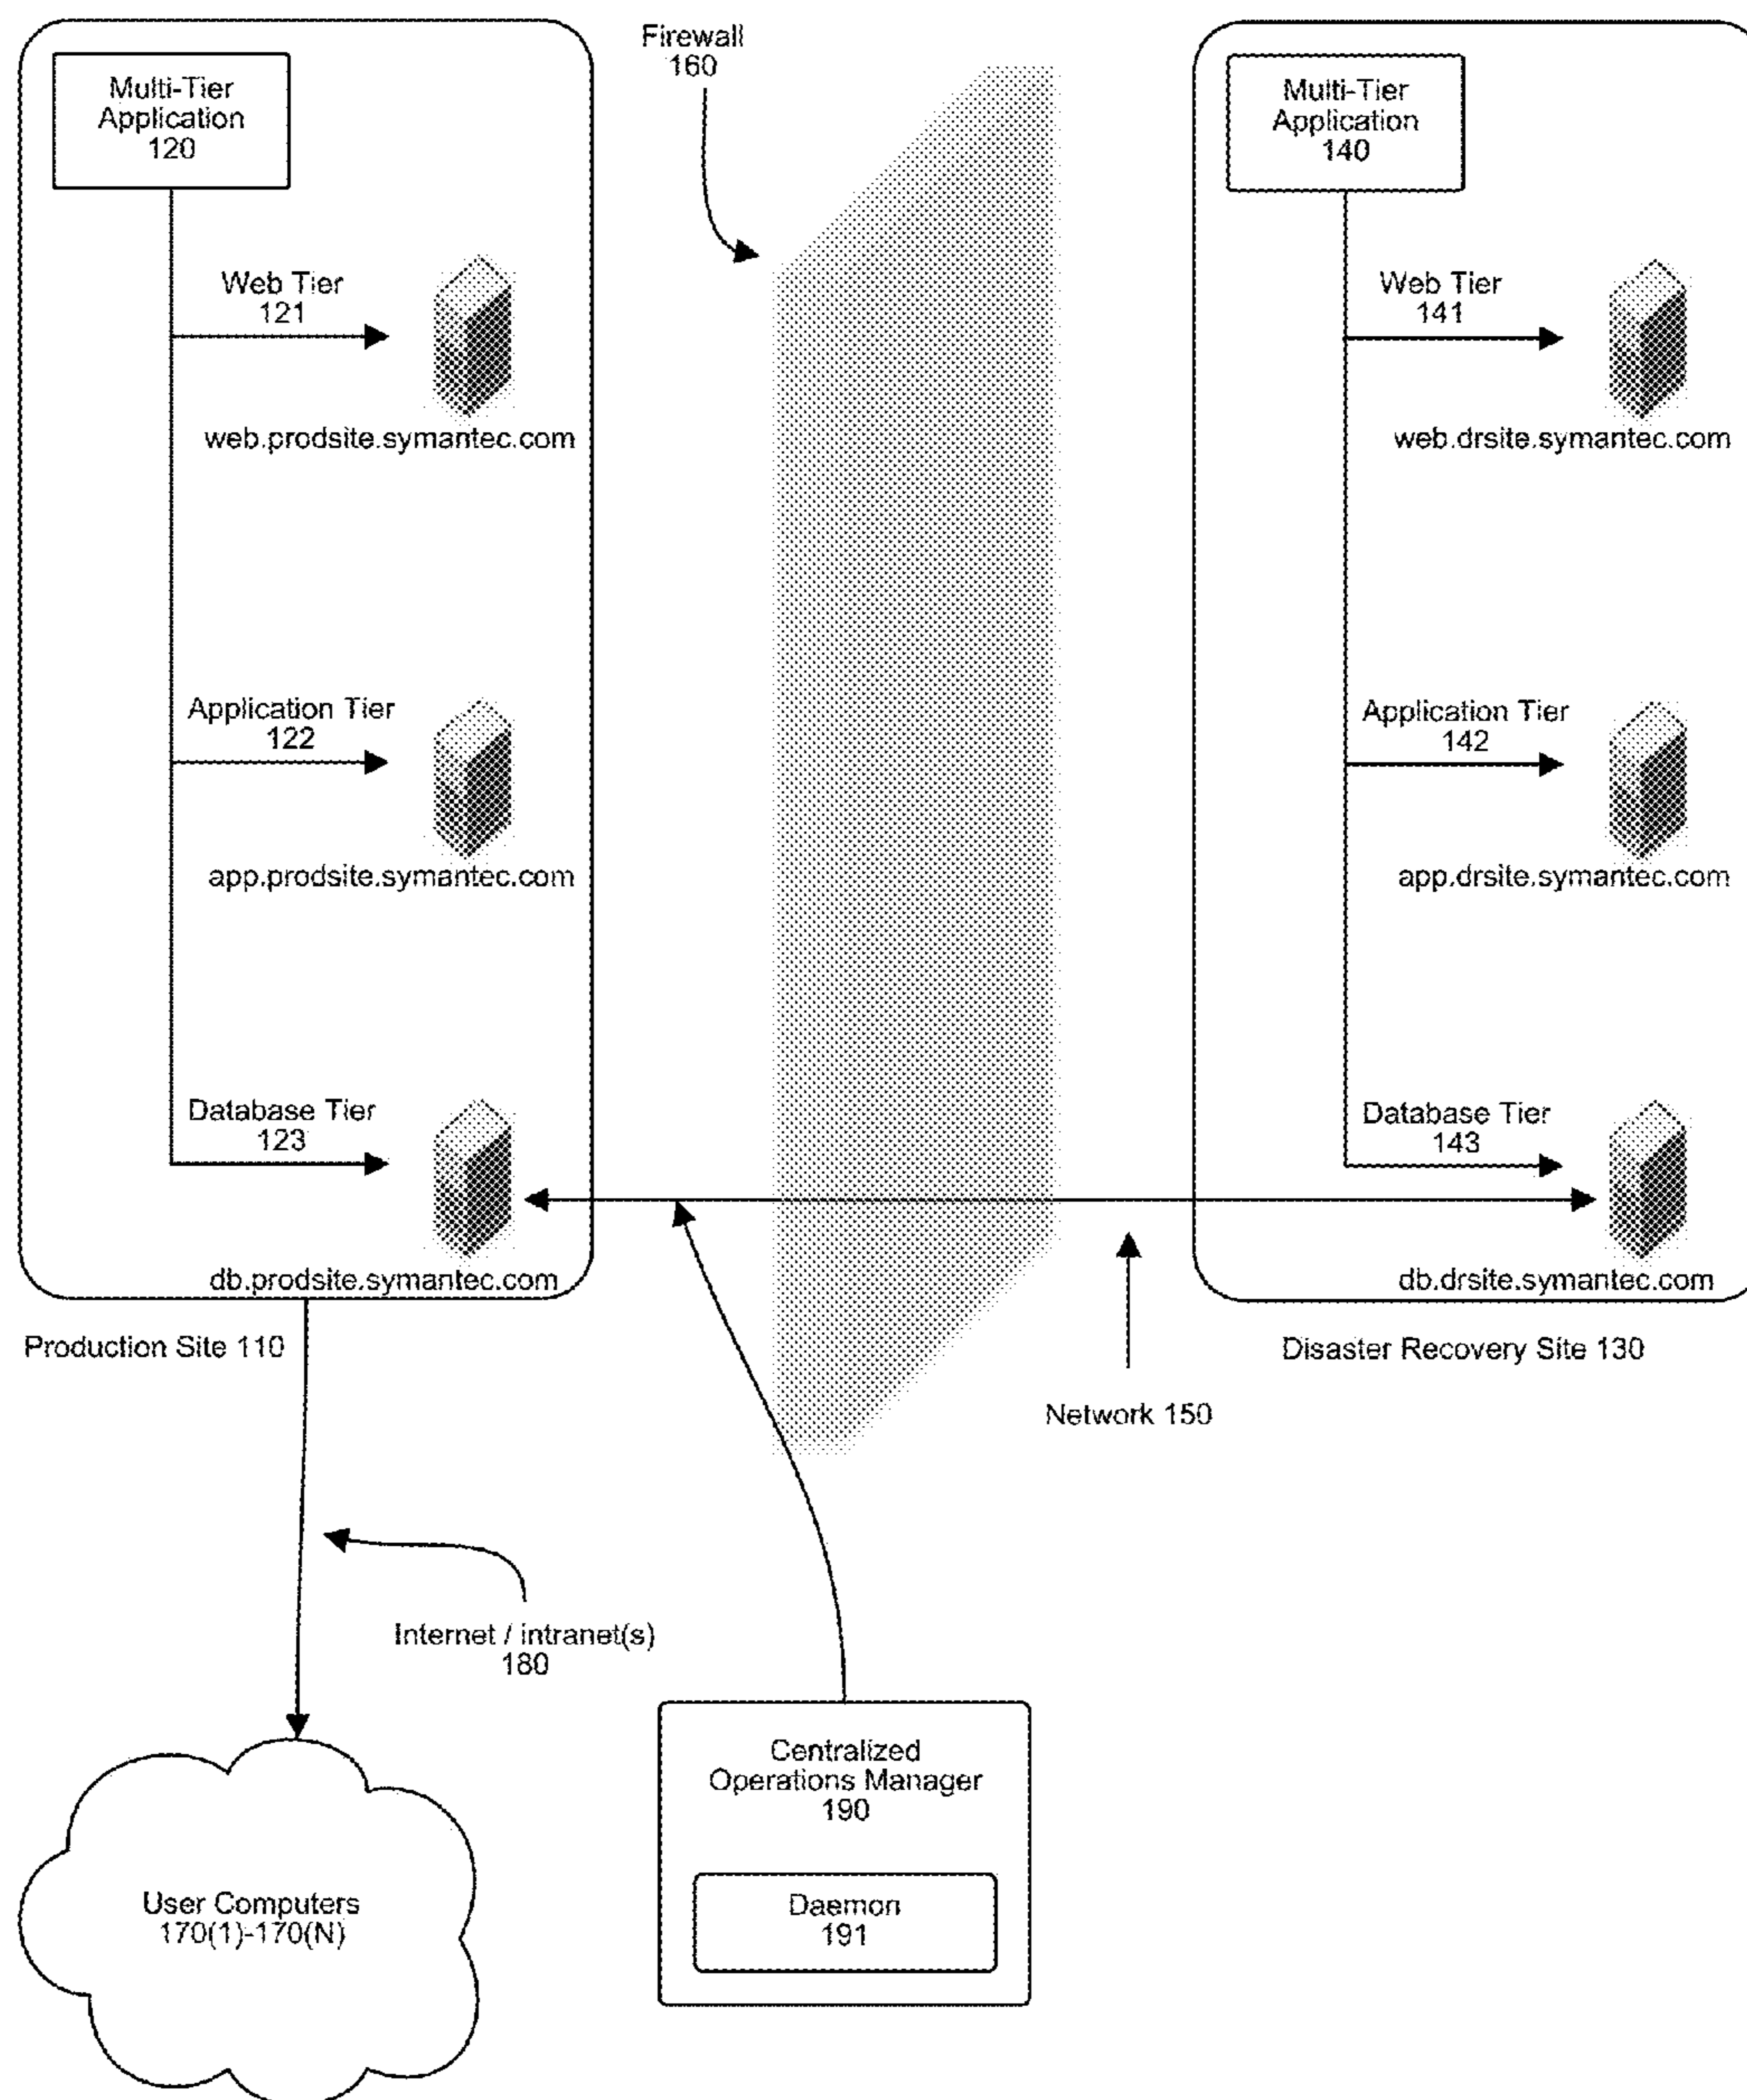 Multi-Tier
Application
120
Web Tier
121
web.prodsite.symantec.com
Application Tier
122
app.prodsite.symantec.com
Database Tier
123
db.prodsite.symantec.com
Production Site 110
Firewall
160
Multi-Tier
Application
140
Web Tier
141
web.drsite.symantec.com
Application Tier
142
app.drsite.symantec.com
Database Tier
143
db.drsite.symantec.com
Disaster Recovery Site 130
Network 150
Internet / intranet(s)
180
Centralized
Operations Manager
190
Daemon
191
User Computers
170(1)-170(N)